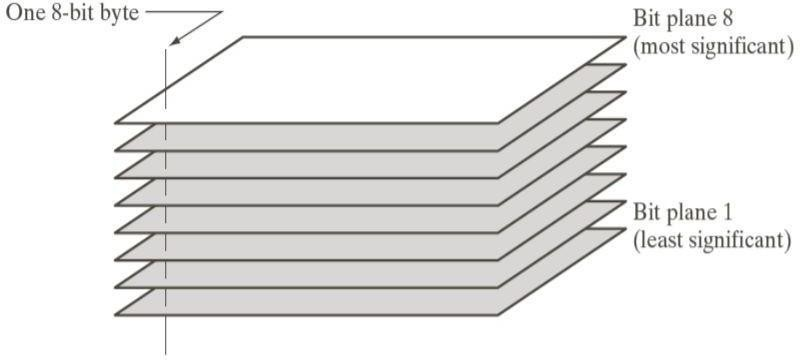 One 8-bit byte
Bit plane 8
(most significant)
Bit plane 1
(least significant)